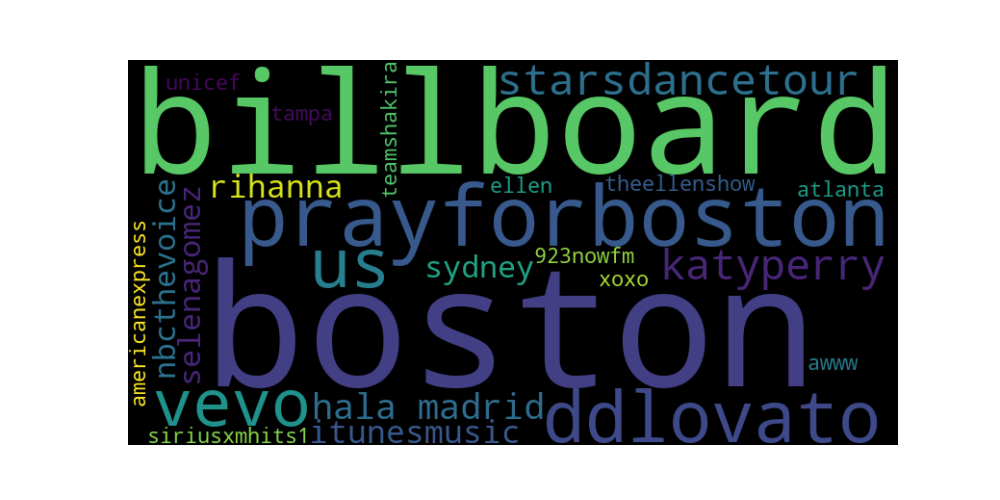 billboard
unicef
tampa
teamshakira
starsdancetour
rihanna
ellen
theellenshow
atlanta
prayforboston
nbcthevoice
selenagomez
americanexpress
us
sydney
923nowfm
xoxo
katyperry
boston
awww
vevo
hala madrid
ddlovato
siriusxmhits1
itunesmusic